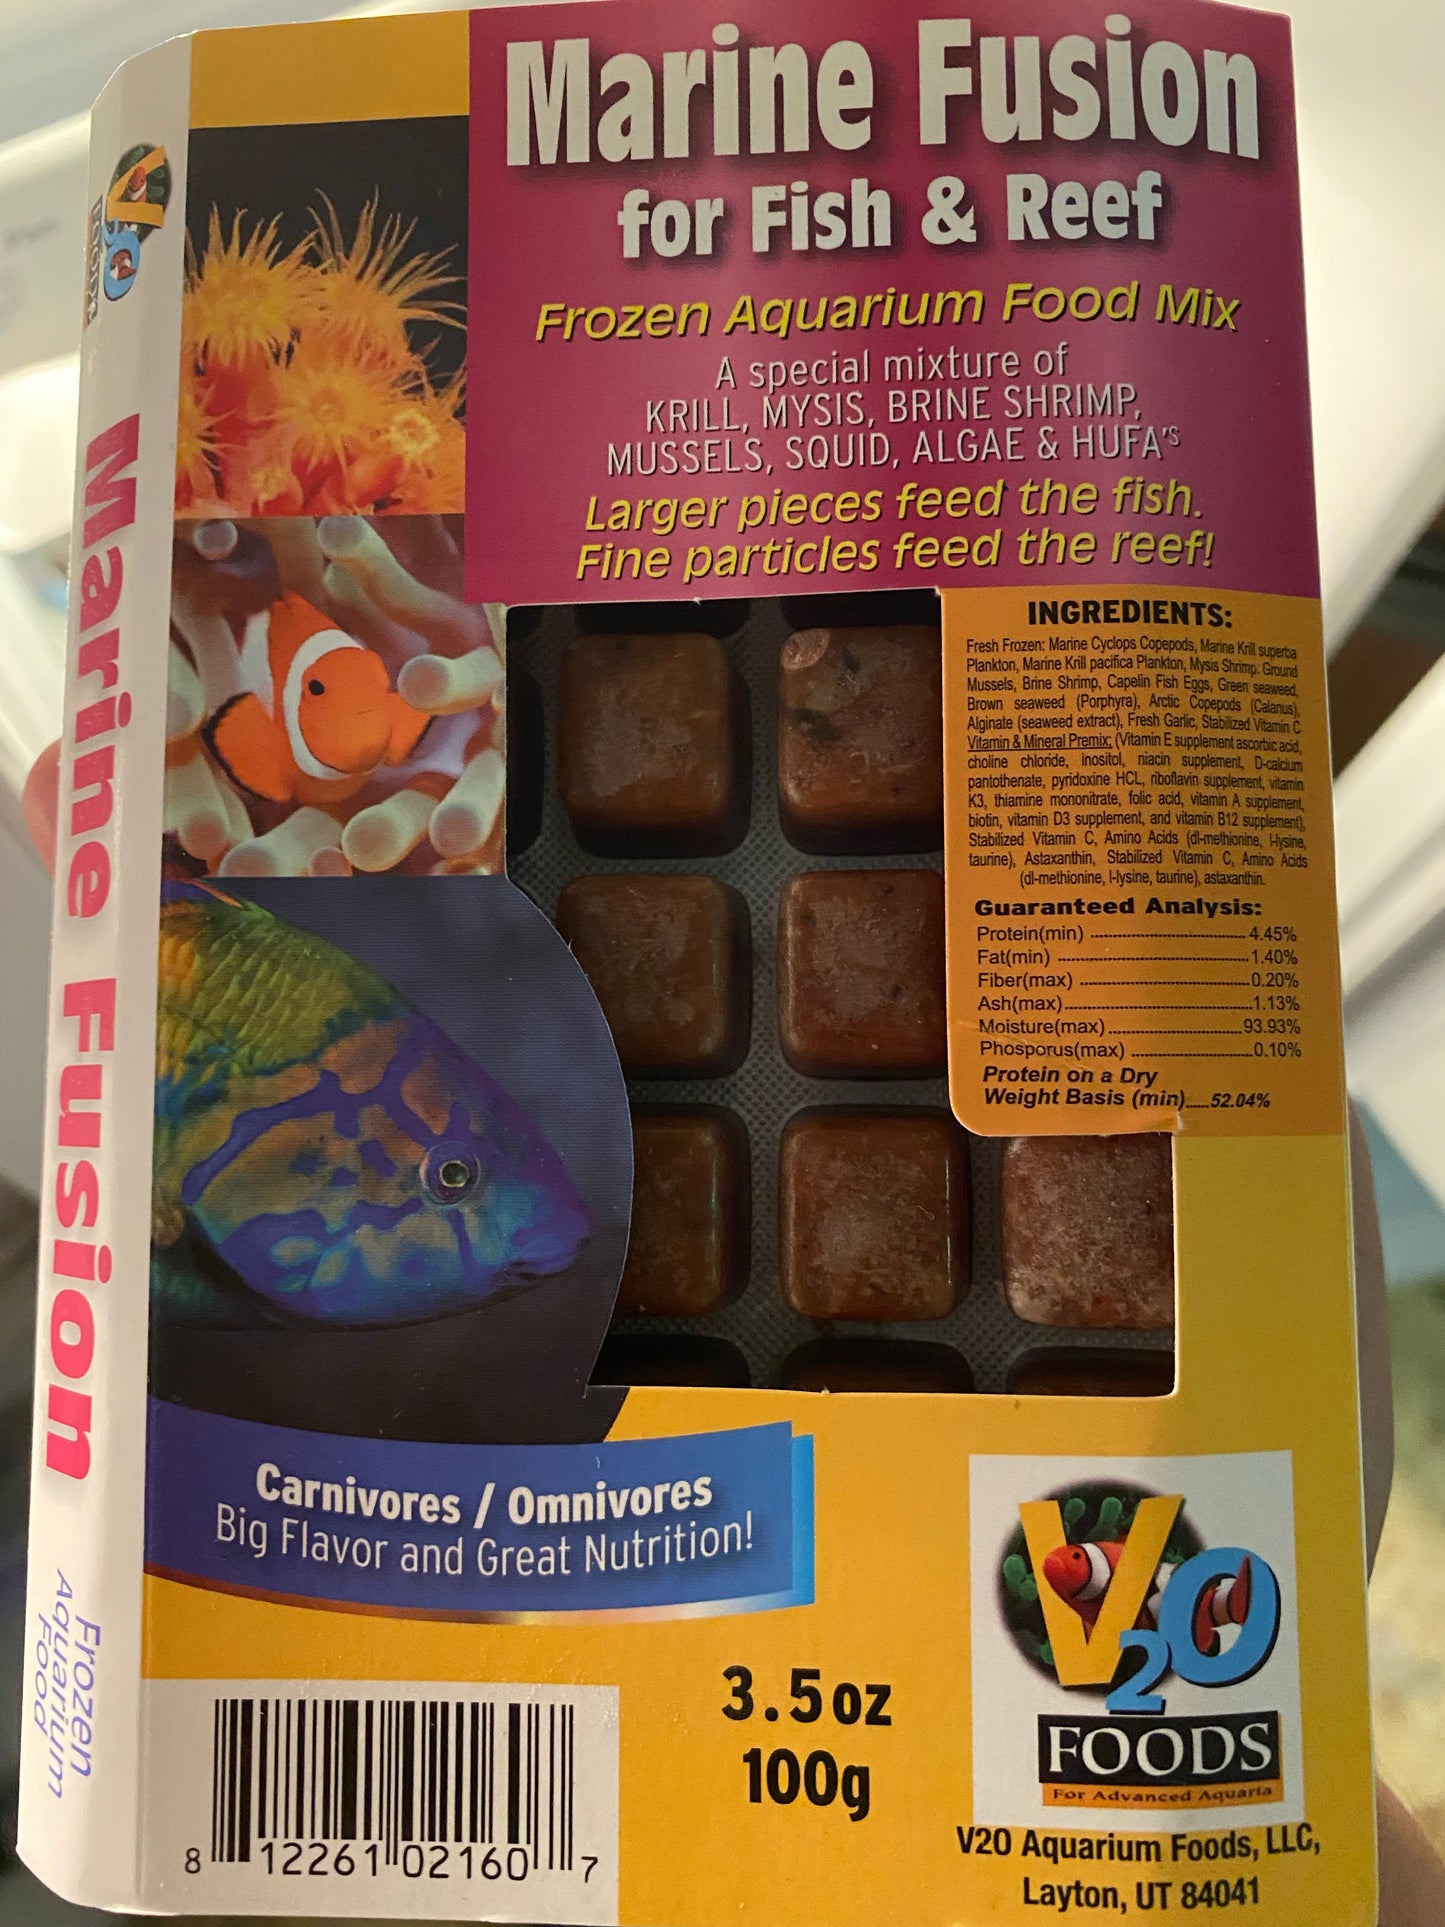 Marine Fusion
for Fish & Reef
Frozen Aquarium Food Mix
A special mixture of
KRILL, MYSIS, BRINE SHRIMP,
MUSSELS, SQUID, ALGAE & HUFA'S
Larger pieces feed the fish.
Fine particles feed the reef!
INGREDIENTS:
Fresh Frozen: Marine Cyclops Copepods, Marine Krill superba
Plankton, Marine Krill pacifica Plankton, Mysis Shrimp. Ground
Mussels, Brine Shrimp, Capelin Fish Eggs, Green seaweed,
Brown seaweed (Porphyra), Arctic Copepods (Calanus),
Alginate (seaweed extract), Fresh Garlic, Stabilized Vitamin C
Vitamin & Mineral Premix: (Vitamin E supplement ascorbic acid,
choline chloride, inositol, niacin supplement, D-calcium
pantothenate, pyridoxine HCL, riboflavin supplement, vitamin
K3, thiamine mononitrate, folic acid, vitamin A supplement,
biotin, vitamin D3 supplement, and vitamin B12 supplement),
Stabilized Vitamin C, Amino Acids (dl-methionine, l-lysine,
taurine), Astaxanthin, Stabilized Vitamin C, Amino Acids
(dl-methionine, l-lysine, taurine), astaxanthin.
Guaranteed Analysis:
Protein(min) 4.45%
Fat(min) 1.40%
Fiber(max) 0.20%
Ash(max) 1.13%
Moisture(max) 93.93%
Phosporus(max) 0.10%
Protein on a Dry
Weight Basis (min) 52.04%
Carnivores / Omnivores
Big Flavor and Great Nutrition!
3.5 oz
100g
V2O
FOODS
For Advanced Aquaria
V2O Aquarium Foods, LLC,
Layton, UT 84041
8 12261 02160 7
V2O
FOODS
Marine Fusion
Frozen
Aquarium
Food